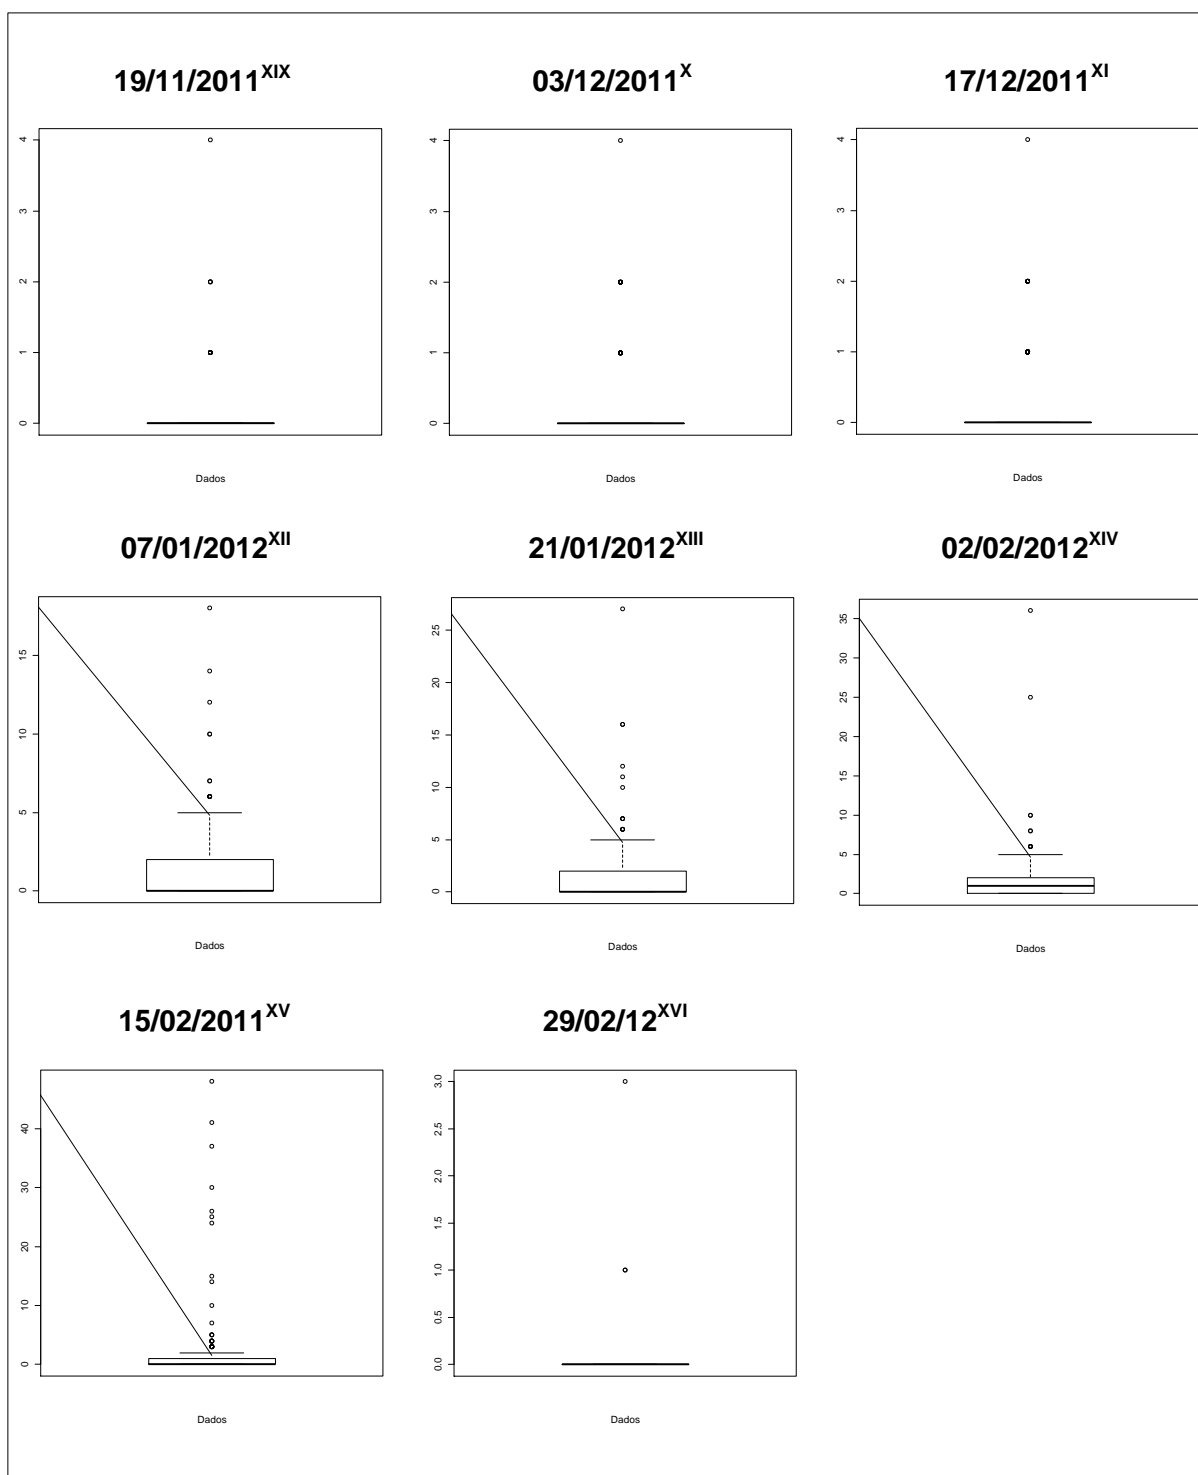 19/11/2011XIX 03/12/2011X 17/12/2011XI
4 4 4
3 3 3
2 2 2
1 1 1
0 0 0
Dados Dados Dados
07/01/2012XII 21/01/2012XIII 02/02/2012XIV
15 25 35
10 20 30
5 15 25
0 10 20
5 15
0 10
5
0
Dados Dados Dados
15/02/2011XV 29/02/12XVI
40 3.0
30 2.5
20 2.0
10 1.5
0 1.0
0.5
0.0
Dados Dados